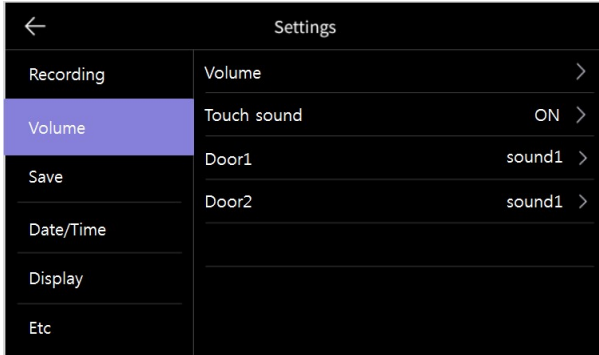 Settings
Recording
Volume
Save
Date/Time
Display
Etc
Volume
Touch sound ON
Door1 sound1
Door2 sound1